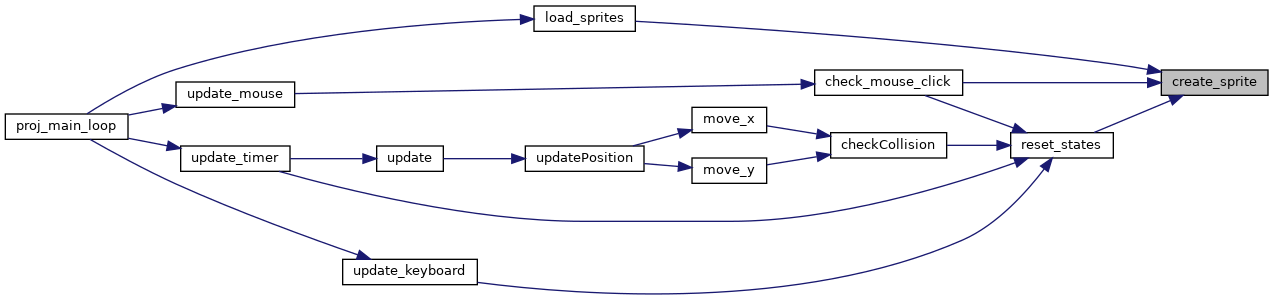 load_sprites
create_sprite
check_mouse_click
update_mouse
proj_main_loop
move_x
checkCollision
reset_states
update_timer
update
updatePosition
move_y
update_keyboard